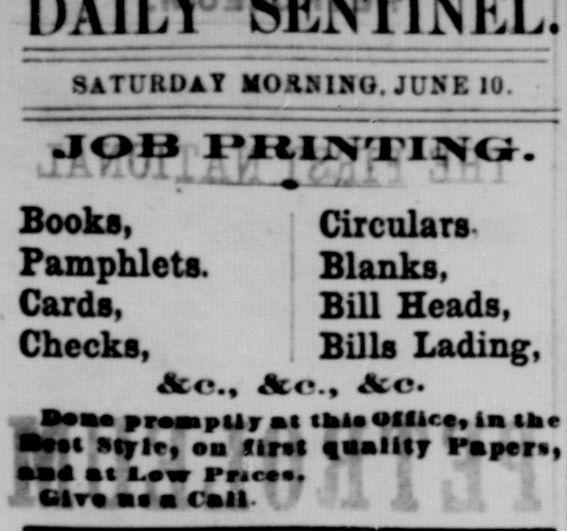 DAILY SENTINEL.
SATURDAY MORNING, JUNE 10.
JOB PRINTING.
Books,
Pamphlets.
Cards,
Checks,
Circulars.
Blanks,
Bill Heads,
Bills Lading,
&c., &c., &c.
Done promptly at this Office, in the
Best Style, on first quality Papers,
and at Low Prices.
Give us a Call.